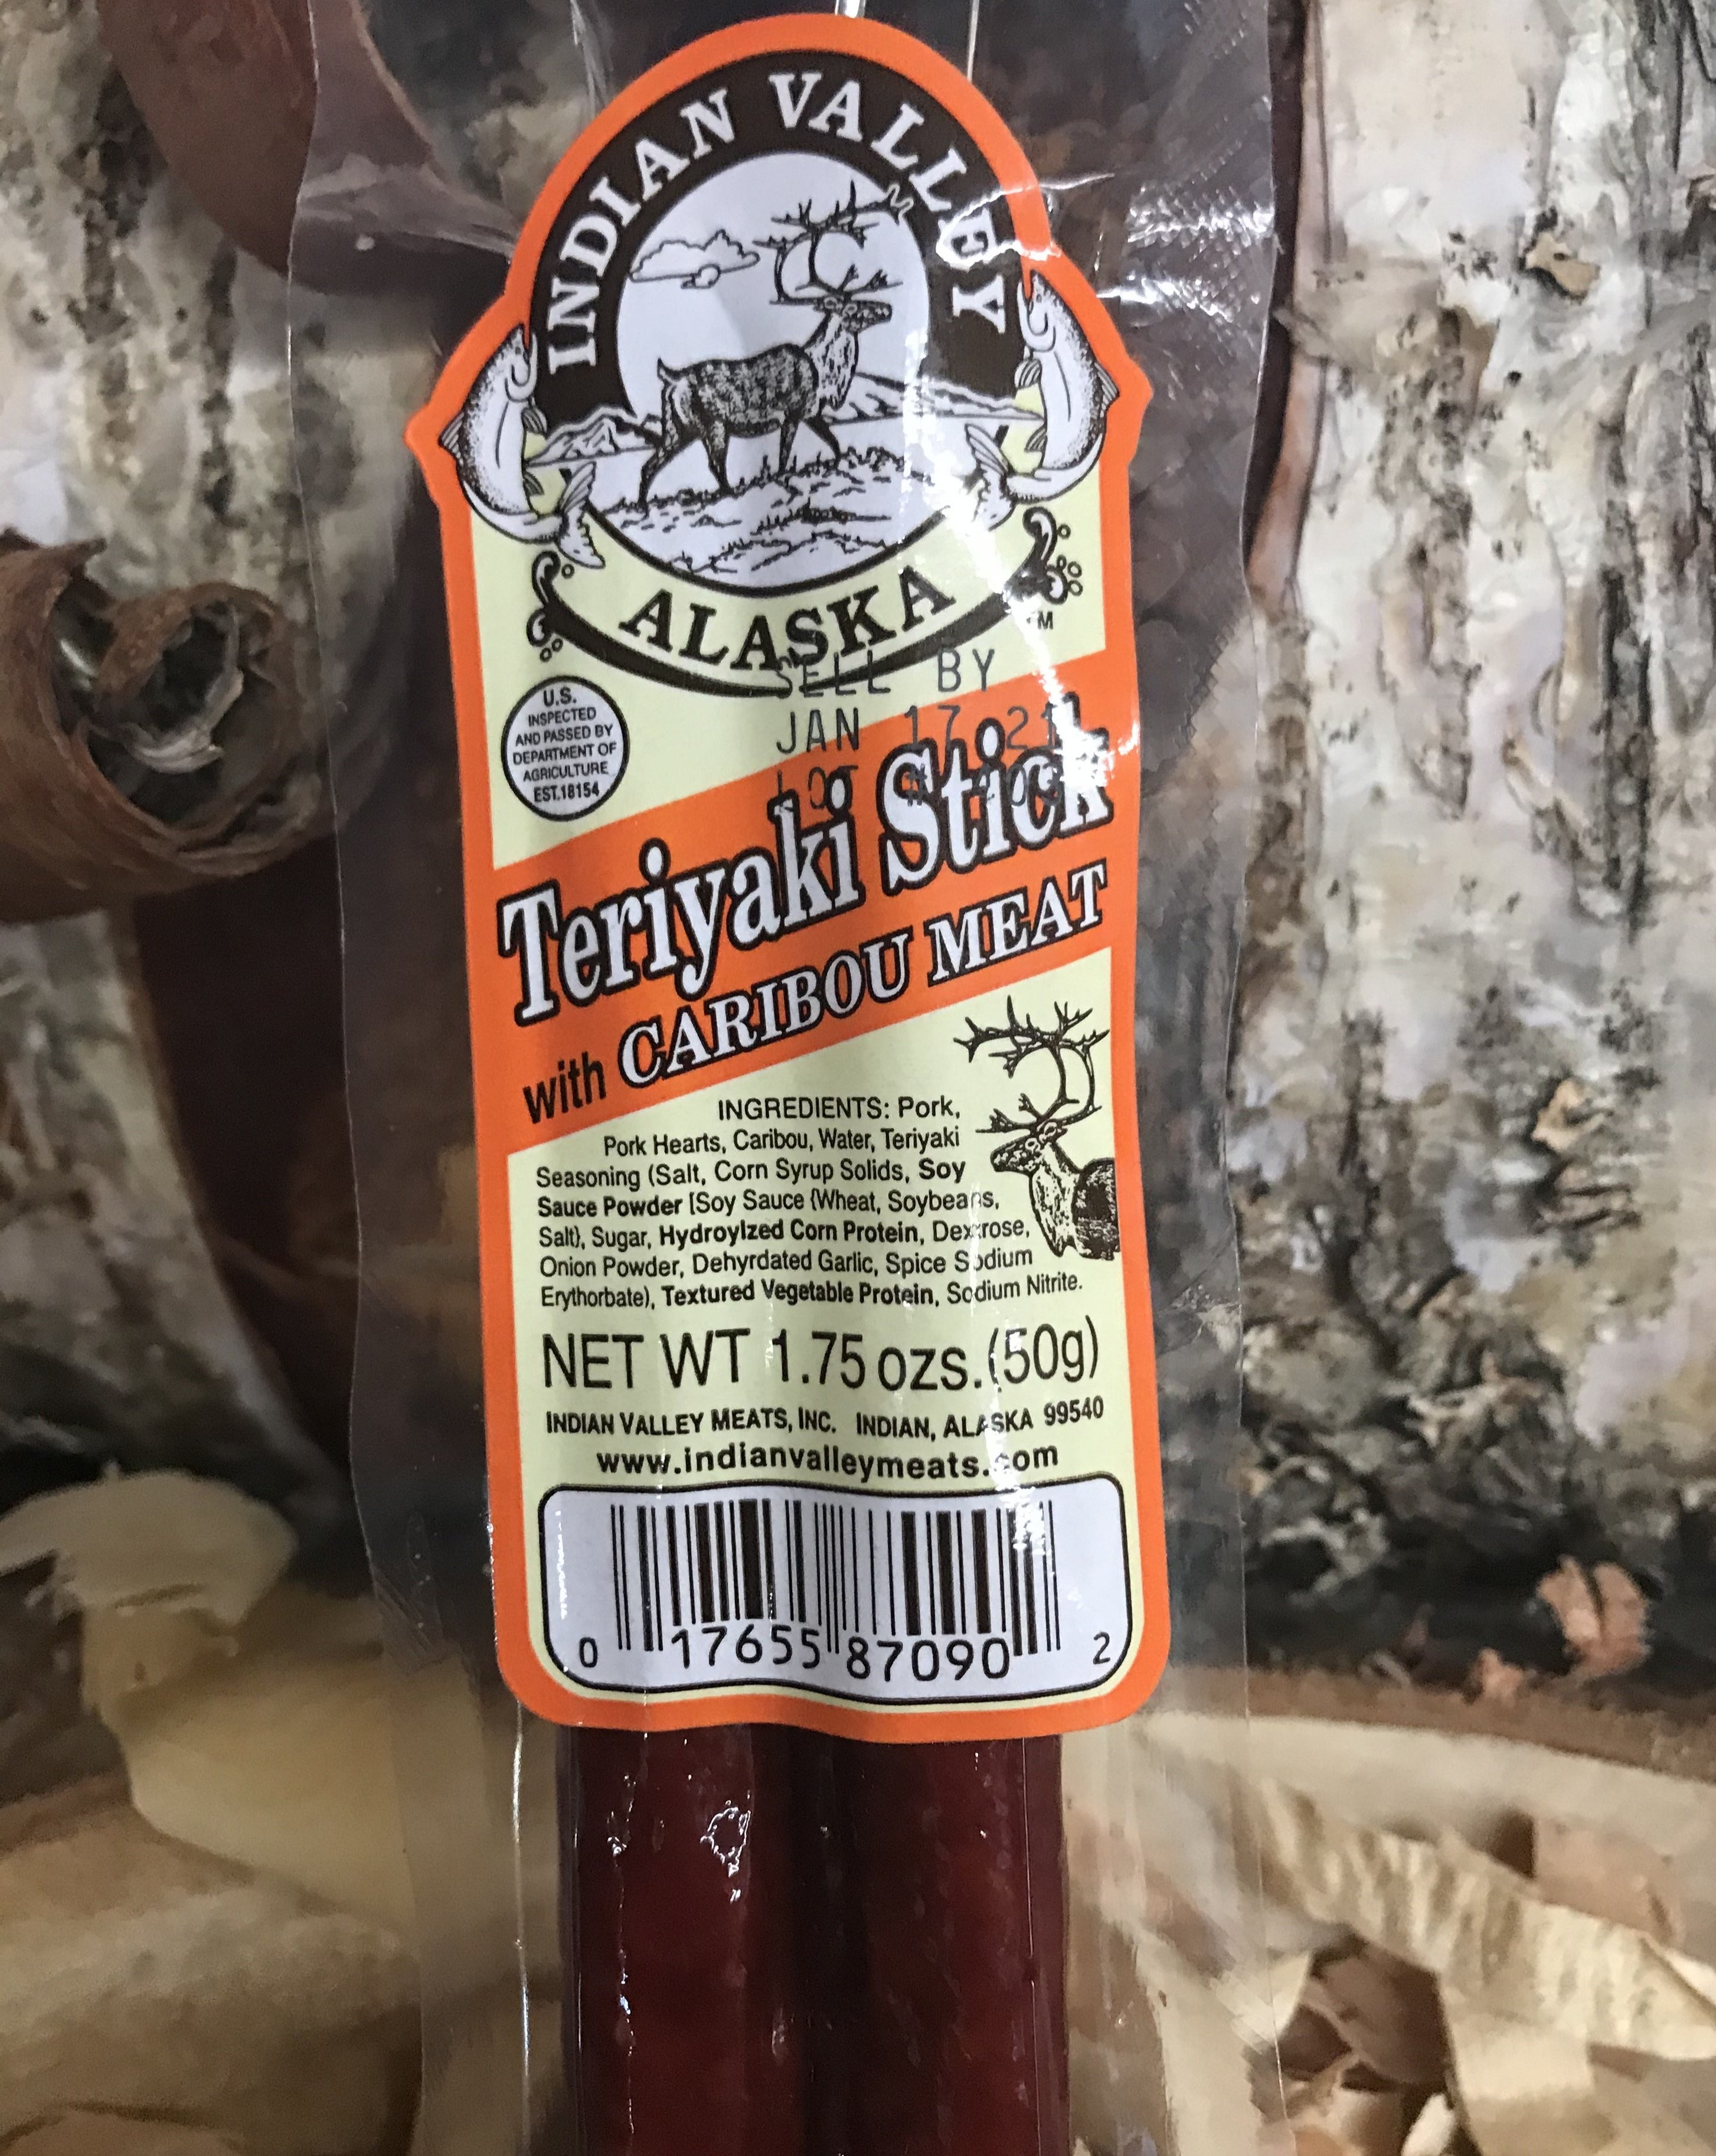 INDIAN VALLEY
ALASKA
TM
SELL BY
JAN 17 21
LOT #
U.S.
INSPECTED
AND PASSED BY
DEPARTMENT OF
AGRICULTURE
EST.18154
Teriyaki Stick
with CARIBOU MEAT
INGREDIENTS: Pork,
Pork Hearts, Caribou, Water, Teriyaki
Seasoning (Salt, Corn Syrup Solids, Soy
Sauce Powder [Soy Sauce {Wheat, Soybeans,
Salt}, Sugar, Hydroylzed Corn Protein, Dextrose,
Onion Powder, Dehyrdated Garlic, Spice Sodium
Erythorbate), Textured Vegetable Protein, Sodium Nitrite.
NET WT 1.75 ozs.(50g)
INDIAN VALLEY MEATS, INC. INDIAN, ALASKA 99540
www.indianvalleymeats.com
0 17655 87090 2